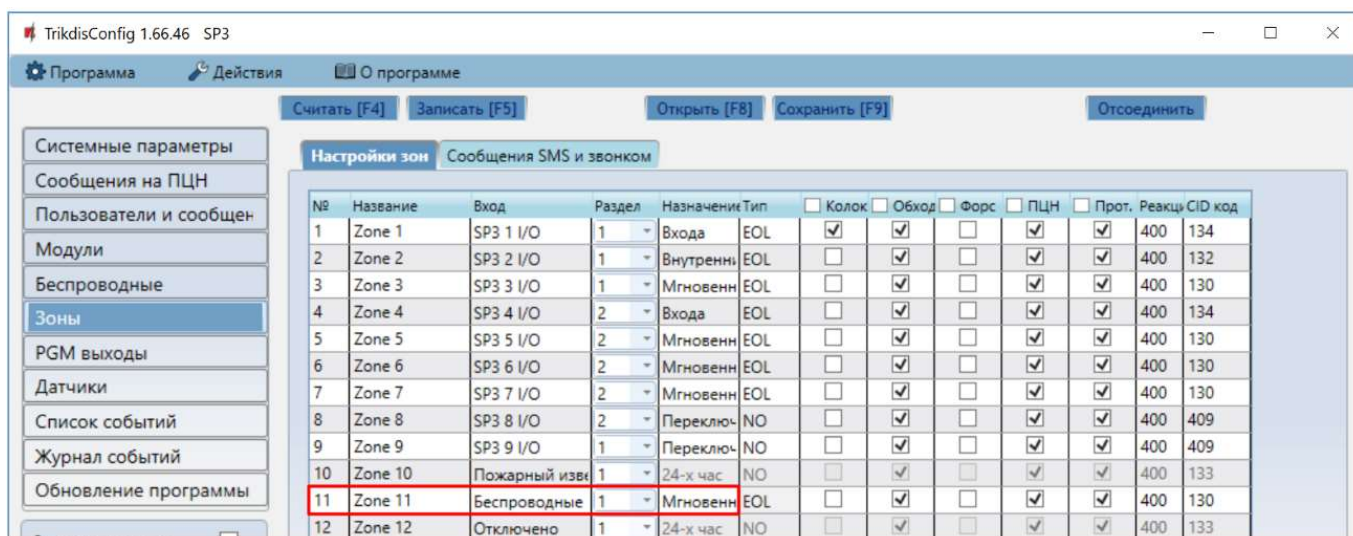 TrikdisConfig 1.66.46 SP3
Программа Действия О программе
Считать [F4] Записать [F5] Открыть [F8] Сохранить [F9] Отсоединить
Системные параметры
Сообщения на ПЦН
Пользователи и сообщен
Модули
Беспроводные
Зоны
PGM выходы
Датчики
Список событий
Журнал событий
Обновление программы
Настройки зон Сообщения SMS и звонком
№ Название Вход Раздел Назначение Тип Колок Обход Форс ПЦН Прот. Реакци CID код
1 Zone 1 SP3 1 I/O 1 Входа EOL 400 134
2 Zone 2 SP3 2 I/O 1 Внутренни EOL 400 132
3 Zone 3 SP3 3 I/O 1 Мгновенн EOL 400 130
4 Zone 4 SP3 4 I/O 2 Входа EOL 400 134
5 Zone 5 SP3 5 I/O 2 Мгновенн EOL 400 130
6 Zone 6 SP3 6 I/O 2 Мгновенн EOL 400 130
7 Zone 7 SP3 7 I/O 2 Мгновенн EOL 400 130
8 Zone 8 SP3 8 I/O 2 Переключ NO 400 409
9 Zone 9 SP3 9 I/O 1 Переключ NO 400 409
10 Zone 10 Пожарный изве 1 24-х час NO 400 133
11 Zone 11 Беспроводные 1 Мгновенн EOL 400 130
12 Zone 12 Отключено 1 24-х час NO 400 133